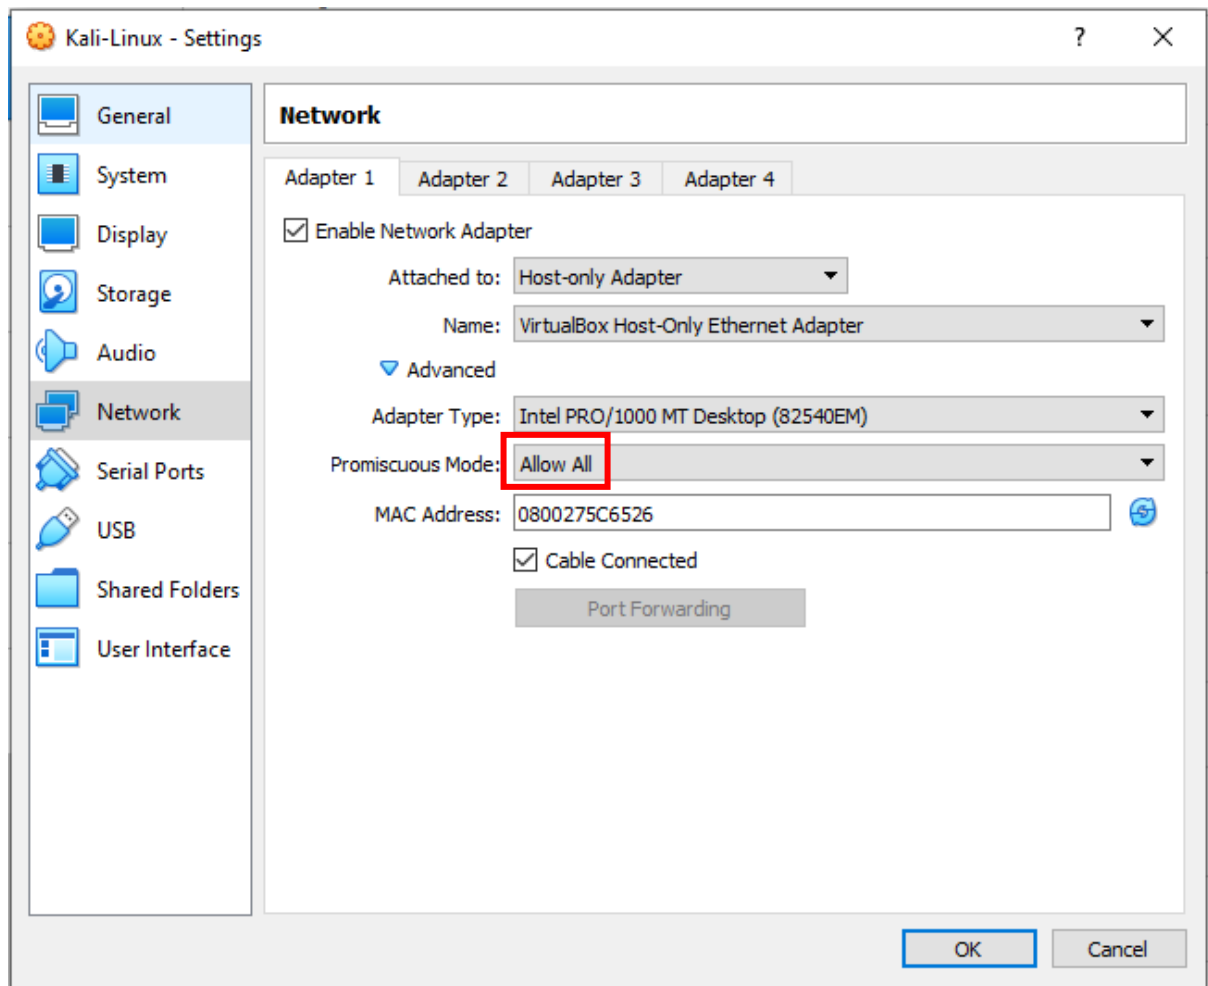 Kali-Linux - Settings
?
General
System
Display
Storage
Audio
Network
Serial Ports
USB
Shared Folders
User Interface
Network
Adapter 1 Adapter 2 Adapter 3 Adapter 4
Enable Network Adapter
Attached to: Host-only Adapter
Name: VirtualBox Host-Only Ethernet Adapter
Advanced
Adapter Type: Intel PRO/1000 MT Desktop (82540EM)
Promiscuous Mode: Allow All
MAC Address: 0800275C6526
Cable Connected
Port Forwarding
OK Cancel